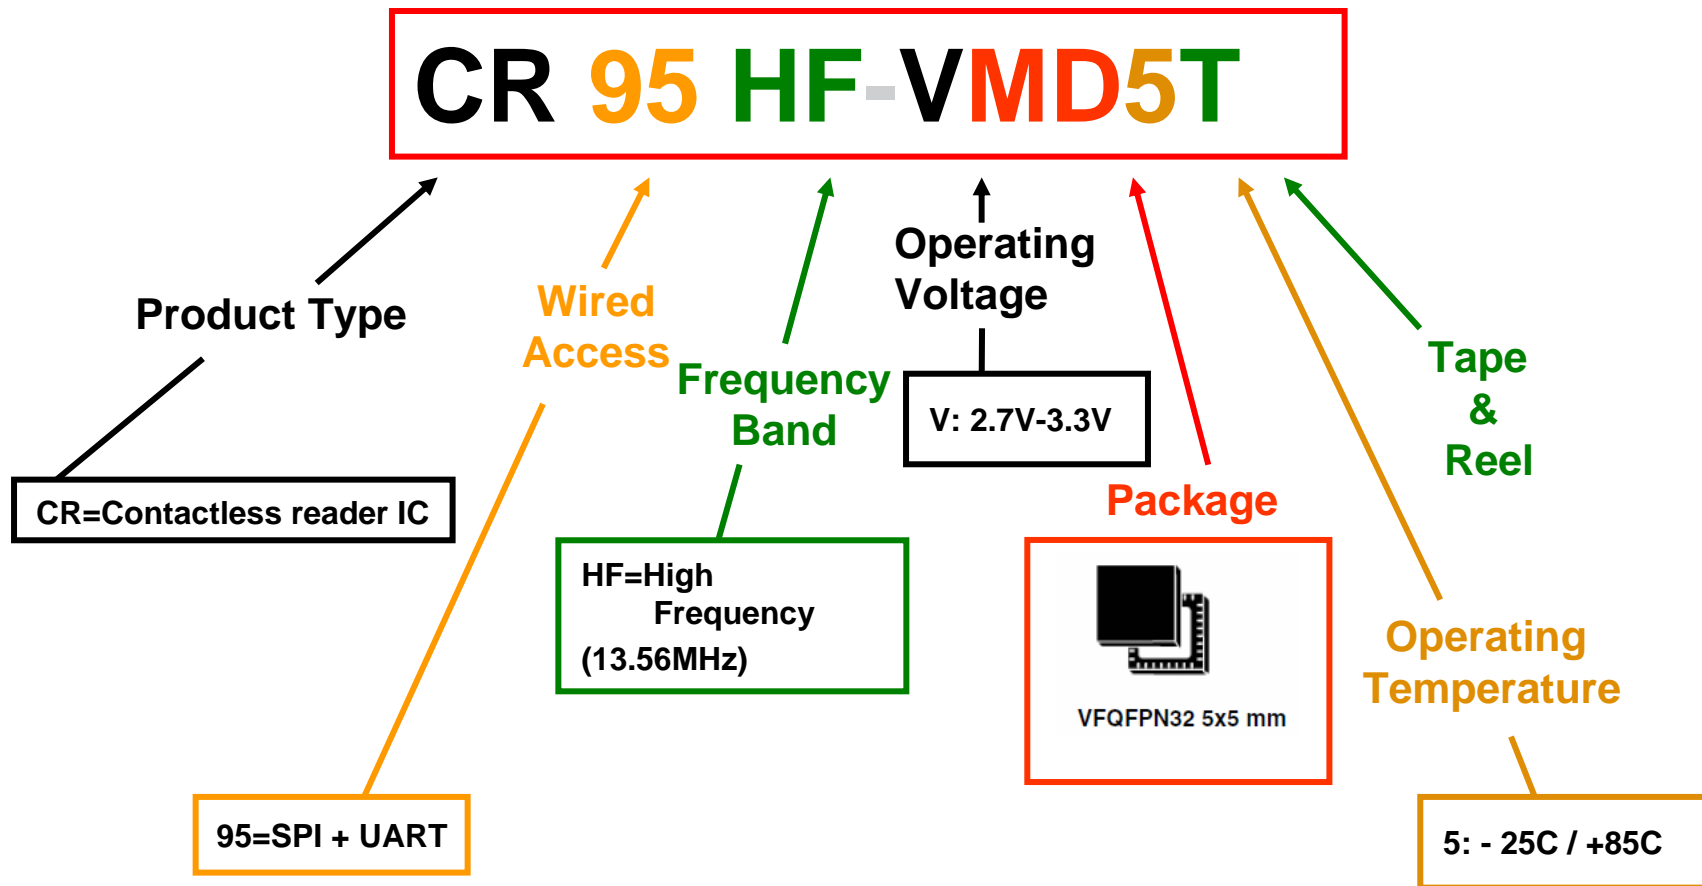 CR 95 HF-VMD5T
Operating
Voltage
Product Type
Wired
Access
Frequency
Band
Tape
&
Reel
V: 2.7V-3.3V
Package
CR=Contactless reader IC
HF=High
Frequency
(13.56MHz)
VFQFPN32 5x5 mm
Operating
Temperature
95=SPI + UART
5: - 25C / +85C